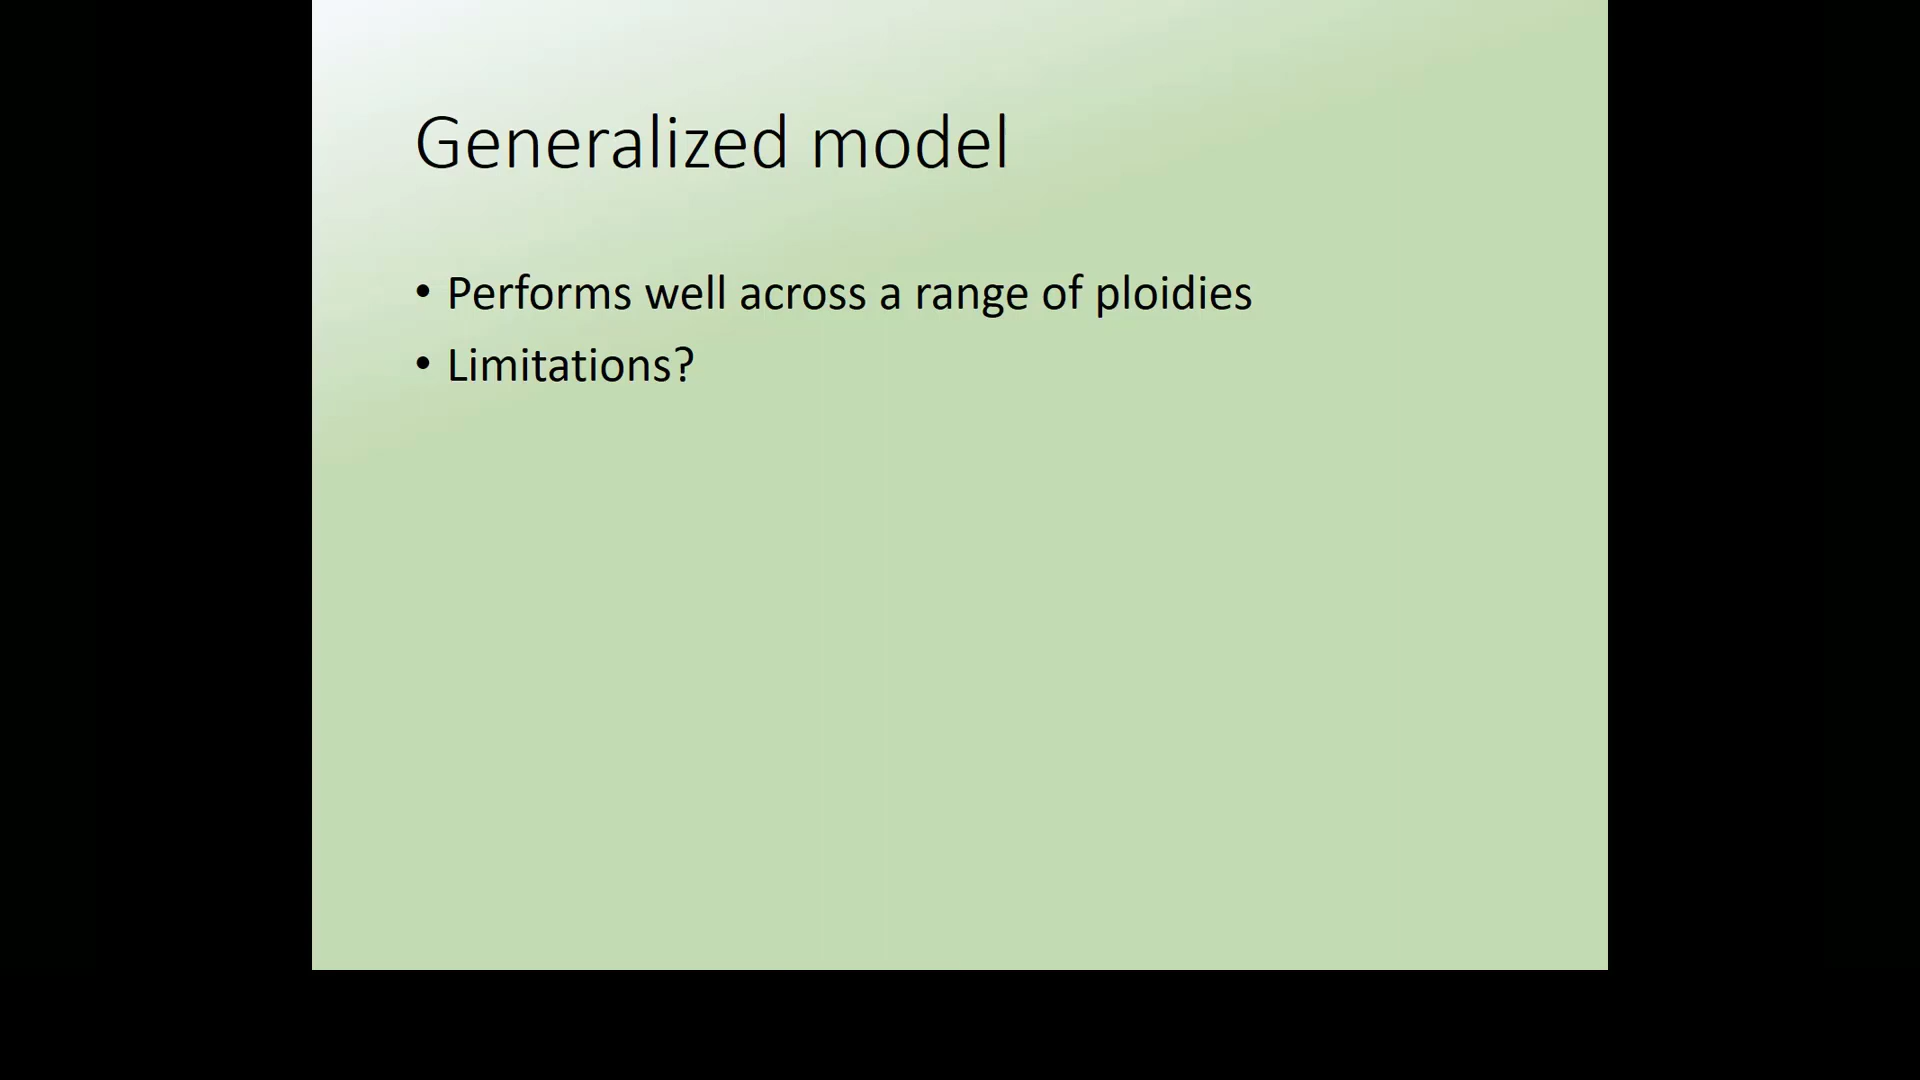 Generalized model
• Performs well across a range of ploidies
• Limitations?